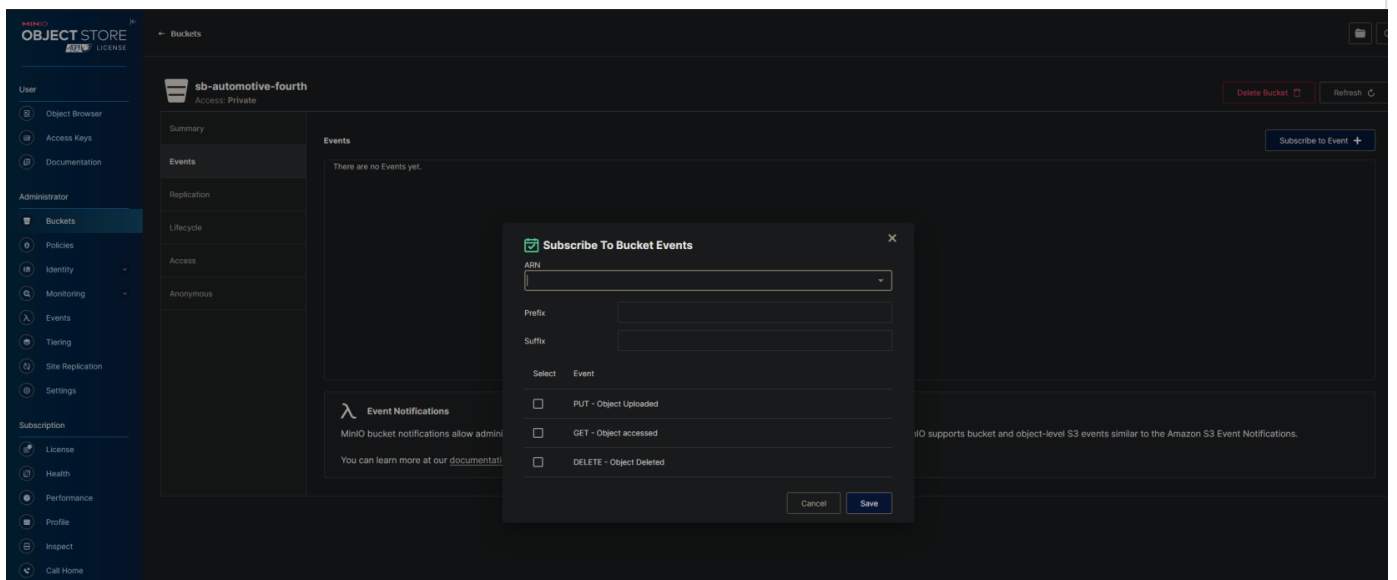 MINIO
OBJECT STORE
LICENSE
User
Object Browser
Access Keys
Documentation
Administrator
Buckets
Policies
Identity
Monitoring
Events
Tiering
Site Replication
Settings
Subscription
License
Health
Performance
Profile
Inspect
Call Home
← Buckets
sb-automotive-fourth
Access: Private
Delete Bucket
Refresh
Summary
Events
Replication
Lifecycle
Access
Anonymous
Events
Subscribe to Event +
There are no Events yet.
Subscribe To Bucket Events
ARN
Prefix
Suffix
Select Event
PUT - Object Uploaded
GET - Object accessed
DELETE - Object Deleted
Cancel Save
Event Notifications
MinIO bucket notifications allow admini
IO supports bucket and object-level S3 events similar to the Amazon S3 Event Notifications.
You can learn more at our documentati